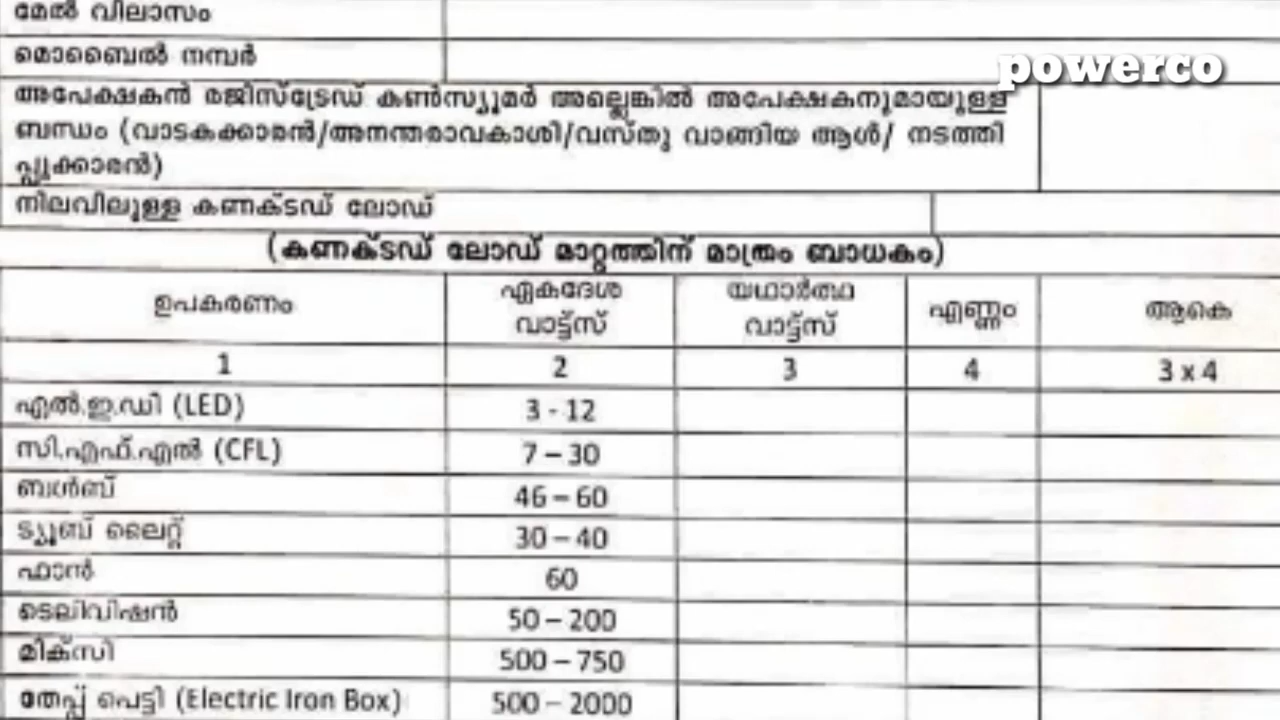 മേൽ വിലാസം
മൊബൈൽ നമ്പർ
powerco
അപേക്ഷകൻ രജിസ്ട്രേഡ് കൺസ്യൂമർ അല്ലെങ്കിൽ അപേക്ഷകനുമായുള്ള
ബന്ധം (വാടകക്കാരൻ/അനന്തരാവകാശി/വസ്തു വാങ്ങിയ ആൾ/ നടത്തി
പ്പുക്കാരൻ)
നിലവിലുള്ള കണക്ടഡ് ലോഡ്
(കണക്ടഡ് ലോഡ് മാറ്റത്തിന് മാത്രം ബാധകം)
ഉപകരണം ഏകദേശ വാട്ട്സ് യഥാർത്ഥ വാട്ട്സ് എണ്ണം ആകെ
1 2 3 4 3 x 4
എൽ.ഇ.ഡി (LED) 3 - 12
സി.എഫ്.എൽ (CFL) 7 – 30
ബൾബ് 46 – 60
ട്യൂബ് ലൈറ്റ് 30 – 40
ഫാൻ 60
ടെലിവിഷൻ 50 – 200
മിക്സി 500 – 750
തേപ്പ് പെട്ടി (Electric Iron Box) 500 - 2000